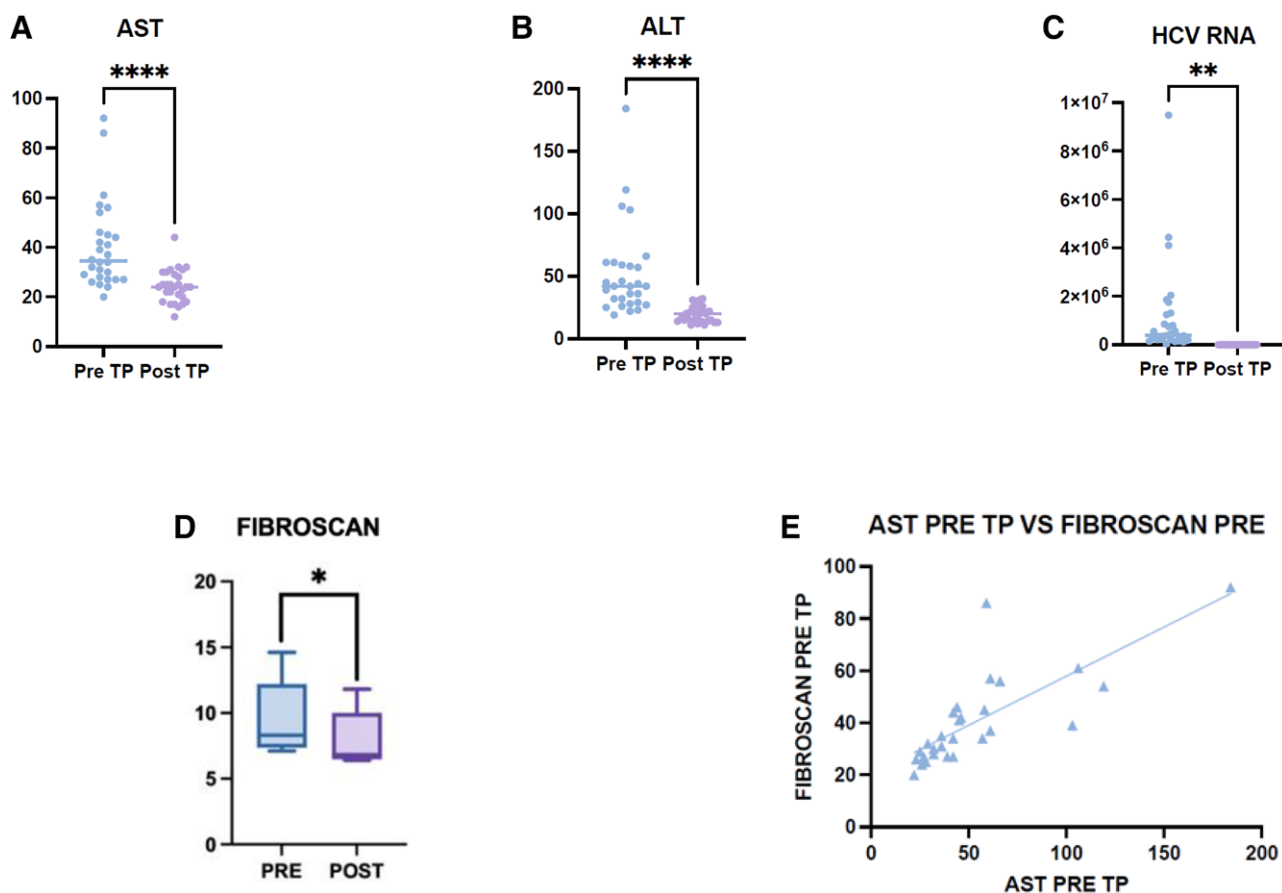 A
AST
****
100
80
60
40
20
0
Pre TP Post TP
B
ALT
****
200
150
100
50
0
Pre TP Post TP
C
HCV RNA
**
1×10⁷
8×10⁶
6×10⁶
4×10⁶
2×10⁶
0
Pre TP Post TP
D
FIBROSCAN
*
20
15
10
5
0
PRE POST
E
AST PRE TP VS FIBROSCAN PRE
FIBROSCAN PRE TP
100
80
60
40
20
0
0 50 100 150 200
AST PRE TP